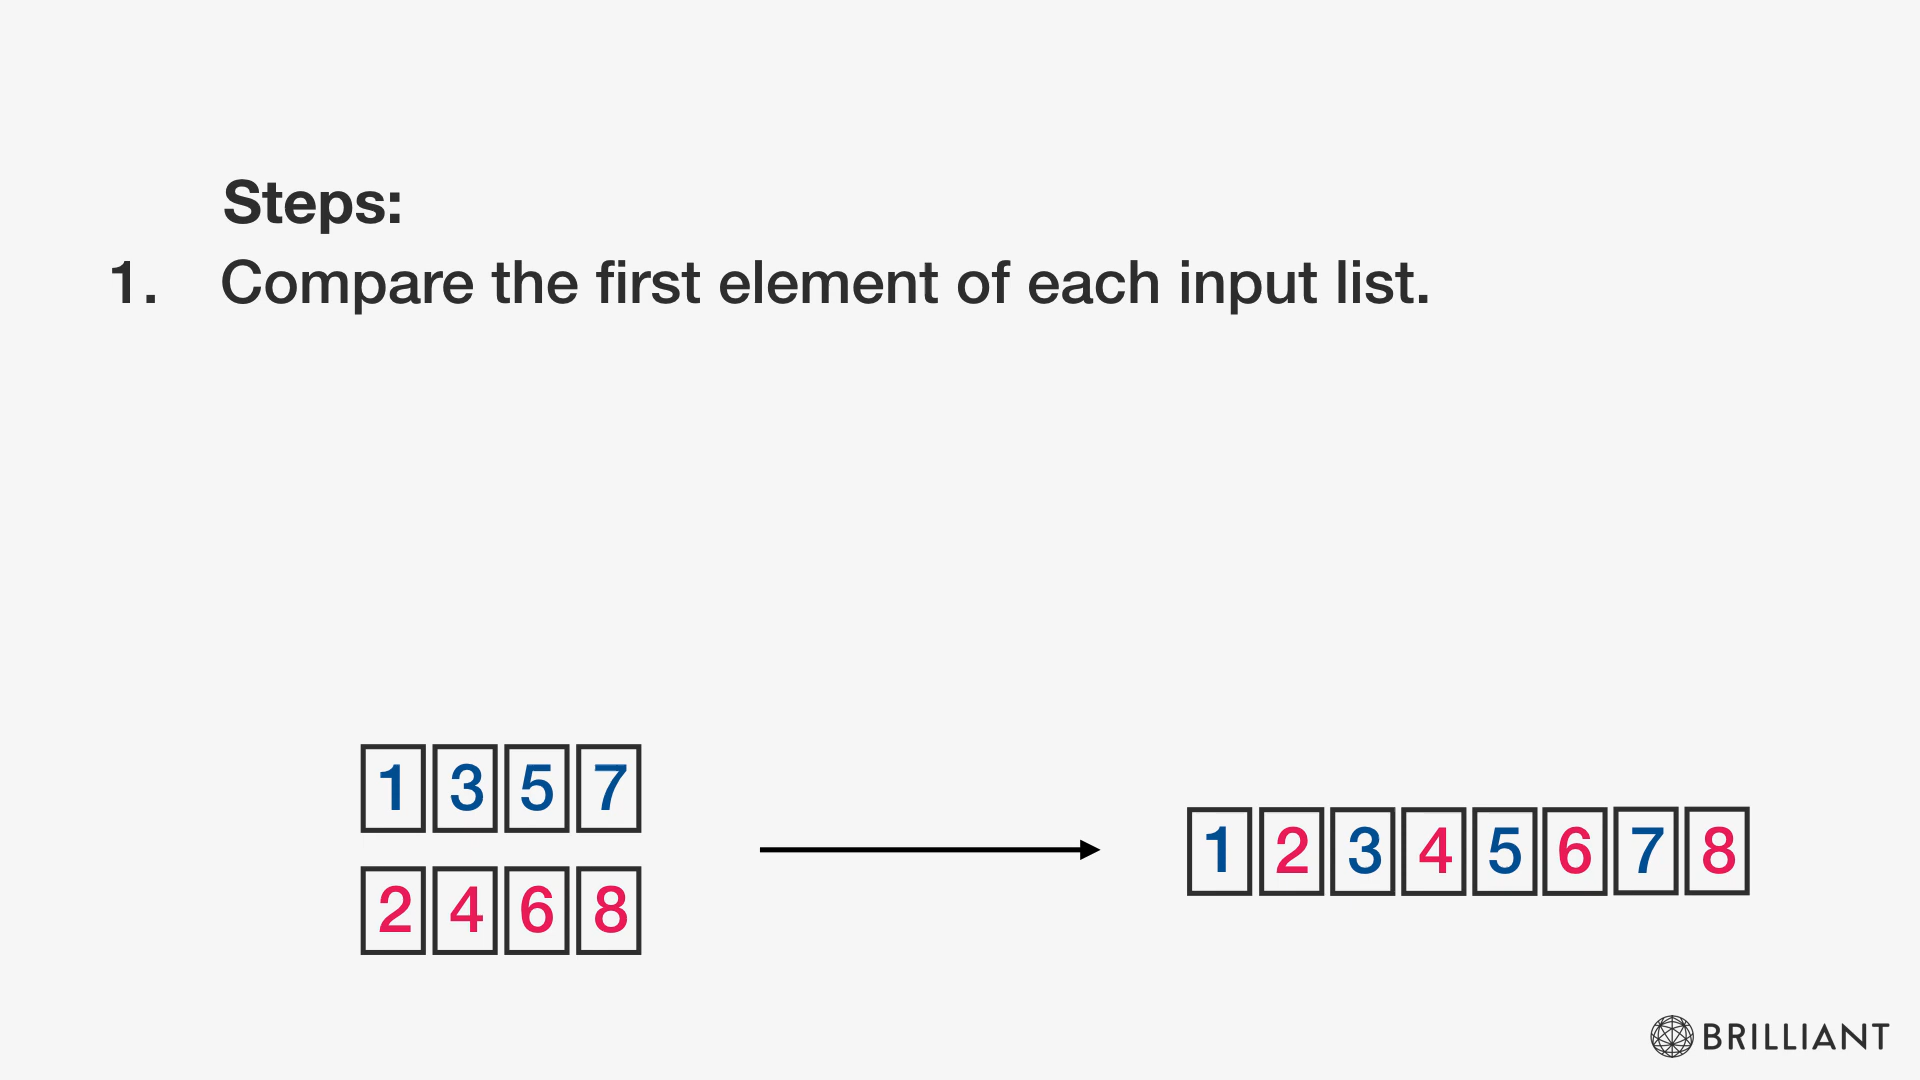 Steps:
1. Compare the first element of each input list.
1 3 5 7
2 4 6 8
1 2 3 4 5 6 7 8
BRILLIANT